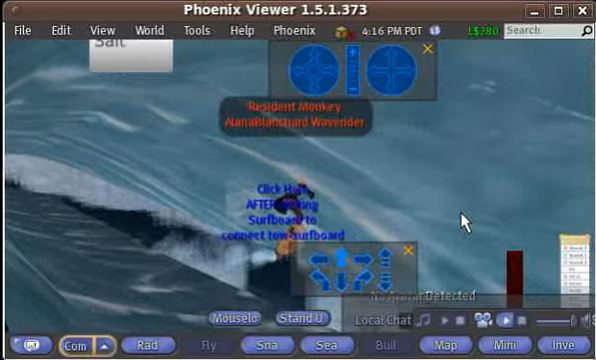 Phoenix Viewer 1.5.1.373
File Edit View World Tools Help Phoenix 4:16 PM PDT L$280 Search
Salt
Resident Monkey
AlanaBlanchard Wavender
Click Here
AFTER
Surfboard to
connect tow-surfboard
No Avatar Detected
Mouselo Stand U Local Chat
Com Rad Fly Sna Sea Buil Map Mini Inve